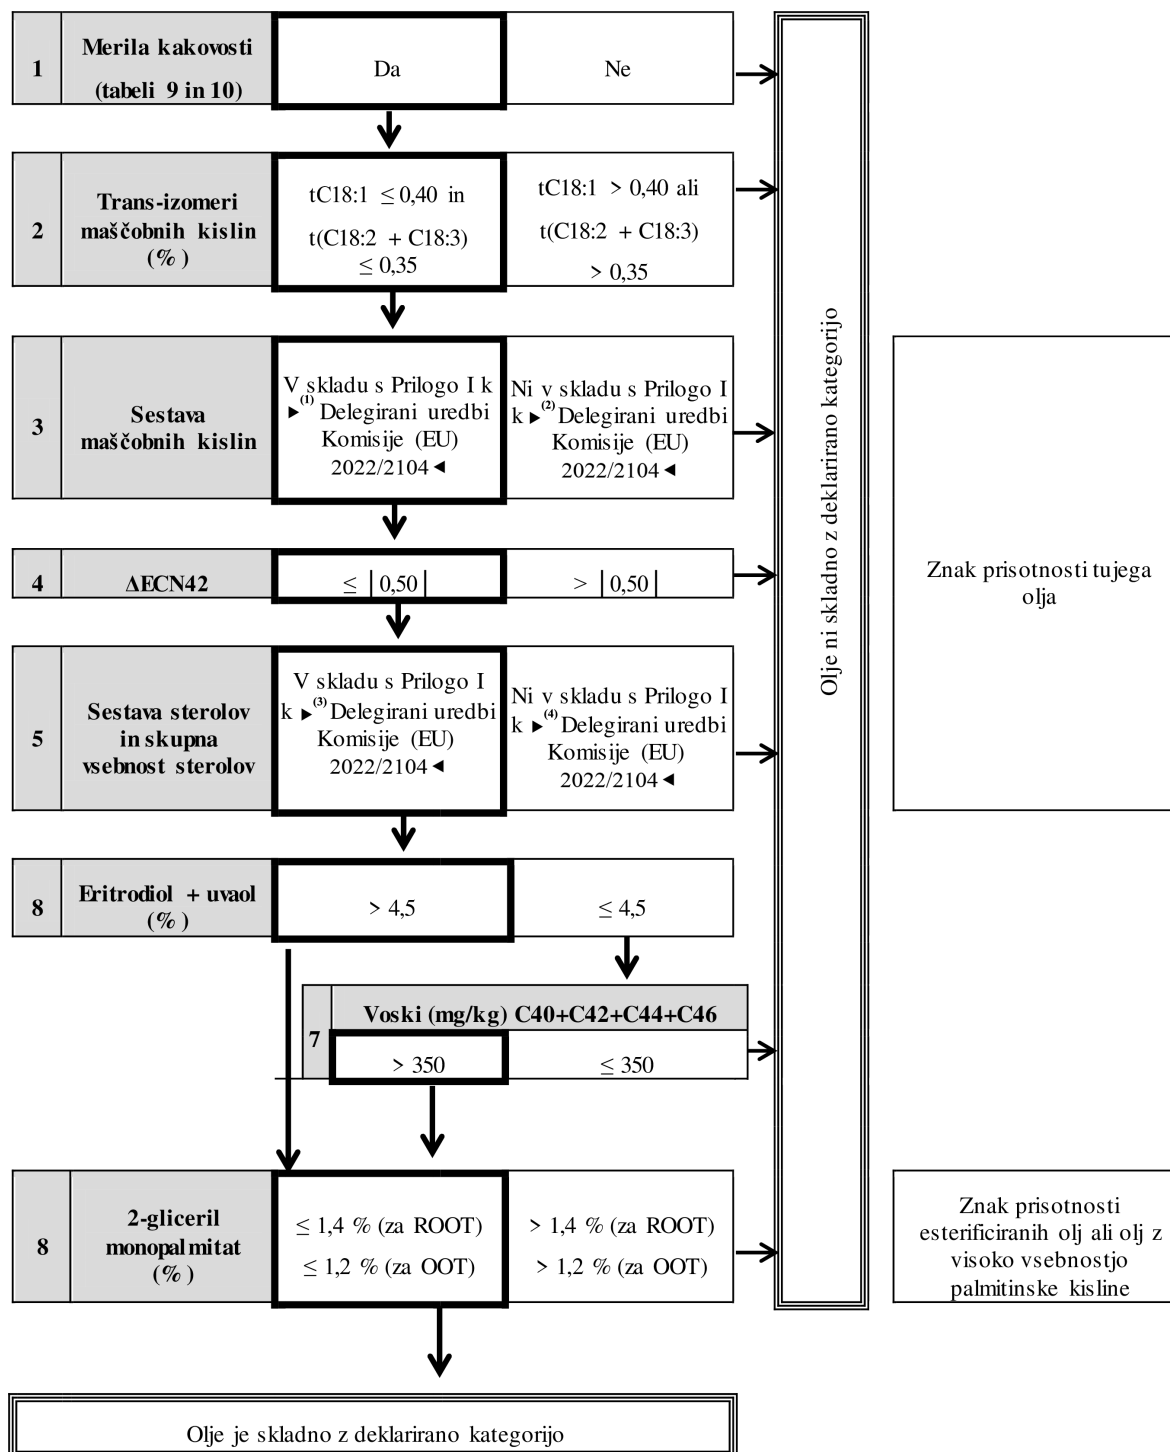 1
Merila kakovosti
(tabeli 9 in 10)
Da
Ne
2
Trans-izomeri
maščobnih kislin
(%)
tC18:1 ≤ 0,40 in
t(C18:2 + C18:3)
≤ 0,35
tC18:1 > 0,40 ali
t(C18:2 + C18:3)
> 0,35
3
Sestava
maščobnih kislin
V skladu s Prilogo I k
►(1) Delegirani uredbi
Komisije (EU)
2022/2104 ◄
Ni v skladu s Prilogo I
k ►(2) Delegirani uredbi
Komisije (EU)
2022/2104 ◄
4
ΔECN42
≤ |0,50|
> |0,50|
5
Sestava sterolov
in skupna
vsebnost sterolov
V skladu s Prilogo I
k ►(3) Delegirani uredbi
Komisije (EU)
2022/2104 ◄
Ni v skladu s Prilogo I
k ►(4) Delegirani uredbi
Komisije (EU)
2022/2104 ◄
8
Eritrodiol + uvaol
(%)
> 4,5
≤ 4,5
7
Voski (mg/kg) C40+C42+C44+C46
> 350
≤ 350
8
2-gliceril
monopalmitat
(%)
≤ 1,4 % (za ROOT)
≤ 1,2 % (za OOT)
> 1,4 % (za ROOT)
> 1,2 % (za OOT)
Olje ni skladno z deklarirano kategorijo
Znak prisotnosti tujega
olja
Znak prisotnosti
esterificiranih olj ali olj z
visoko vsebnostjo
palmitinske kisline
Olje je skladno z deklarirano kategorijo